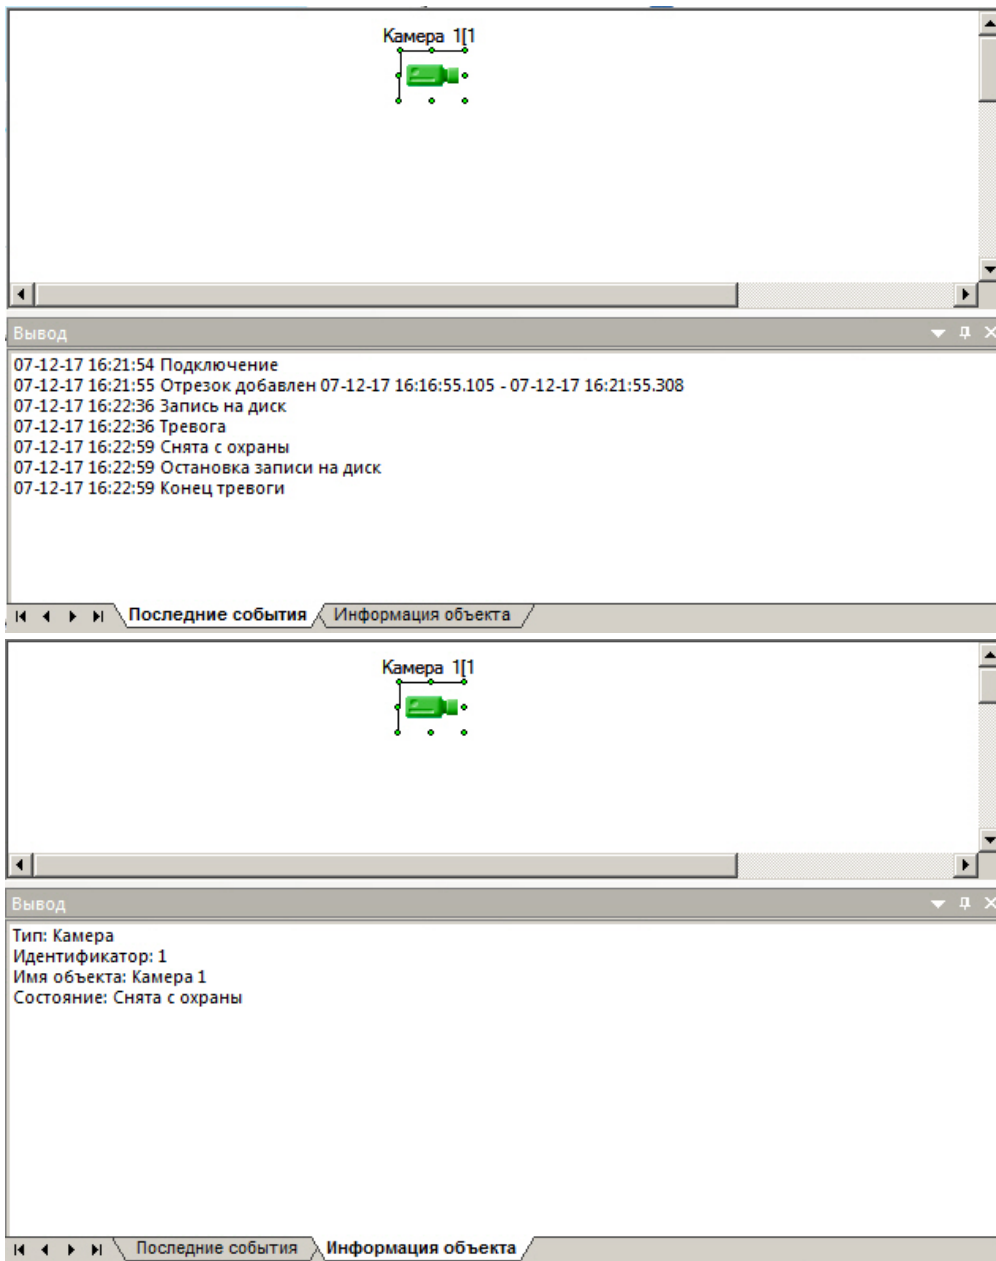 Камера 1[1
Вывод
07-12-17 16:21:54 Подключение
07-12-17 16:21:55 Отрезок добавлен 07-12-17 16:16:55.105 - 07-12-17 16:21:55.308
07-12-17 16:22:36 Запись на диск
07-12-17 16:22:36 Тревога
07-12-17 16:22:59 Снята с охраны
07-12-17 16:22:59 Остановка записи на диск
07-12-17 16:22:59 Конец тревоги
Последние события Информация объекта
Камера 1[1
Вывод
Тип: Камера
Идентификатор: 1
Имя объекта: Камера 1
Состояние: Снята с охраны
Последние события Информация объекта